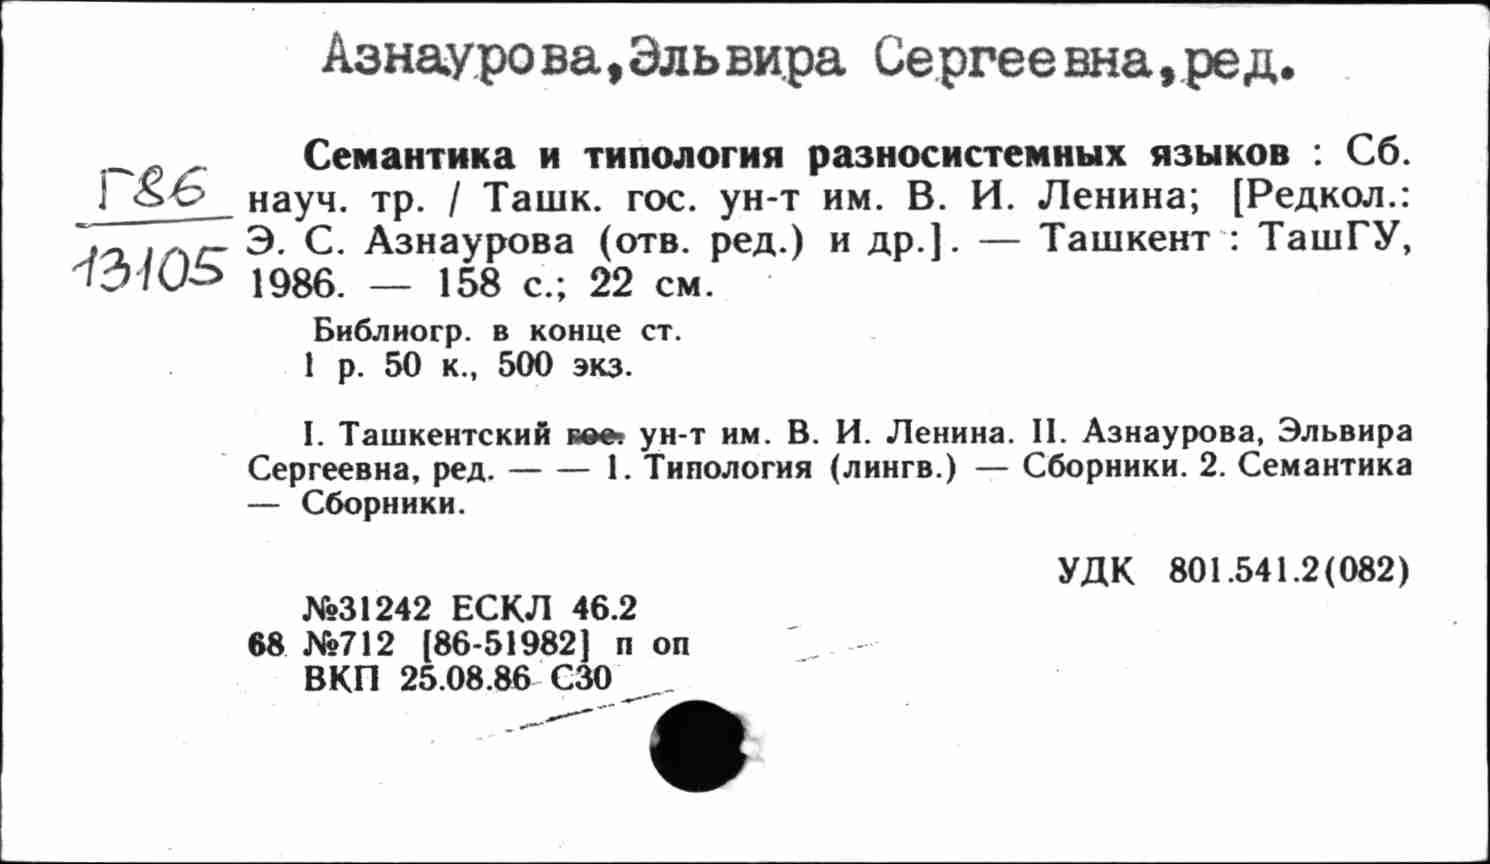 Азнаурова,Эльвира Сергеевна,ред.
Семантика и типология разносистемных языков : Сб.
Г86 науч. тр. / Ташк. гос. ун-т им. В. И. Ленина; [Редкол.:
13105 Э. С. Азнаурова (отв. ред.) и др.]. — Ташкент : ТашГУ,
1986. — 158 с.; 22 см.
Библиогр. в конце ст.
1 р. 50 к., 500 экз.
I. Ташкентский гос. ун-т им. В. И. Ленина. II. Азнаурова, Эльвира
Сергеевна, ред. — — 1. Типология (лингв.) — Сборники. 2. Семантика
— Сборники.
УДК 801.541.2(082)
№31242 ЕСКЛ 46.2
68 №712 [86-51982] п оп
ВКП 25.08.86 С30